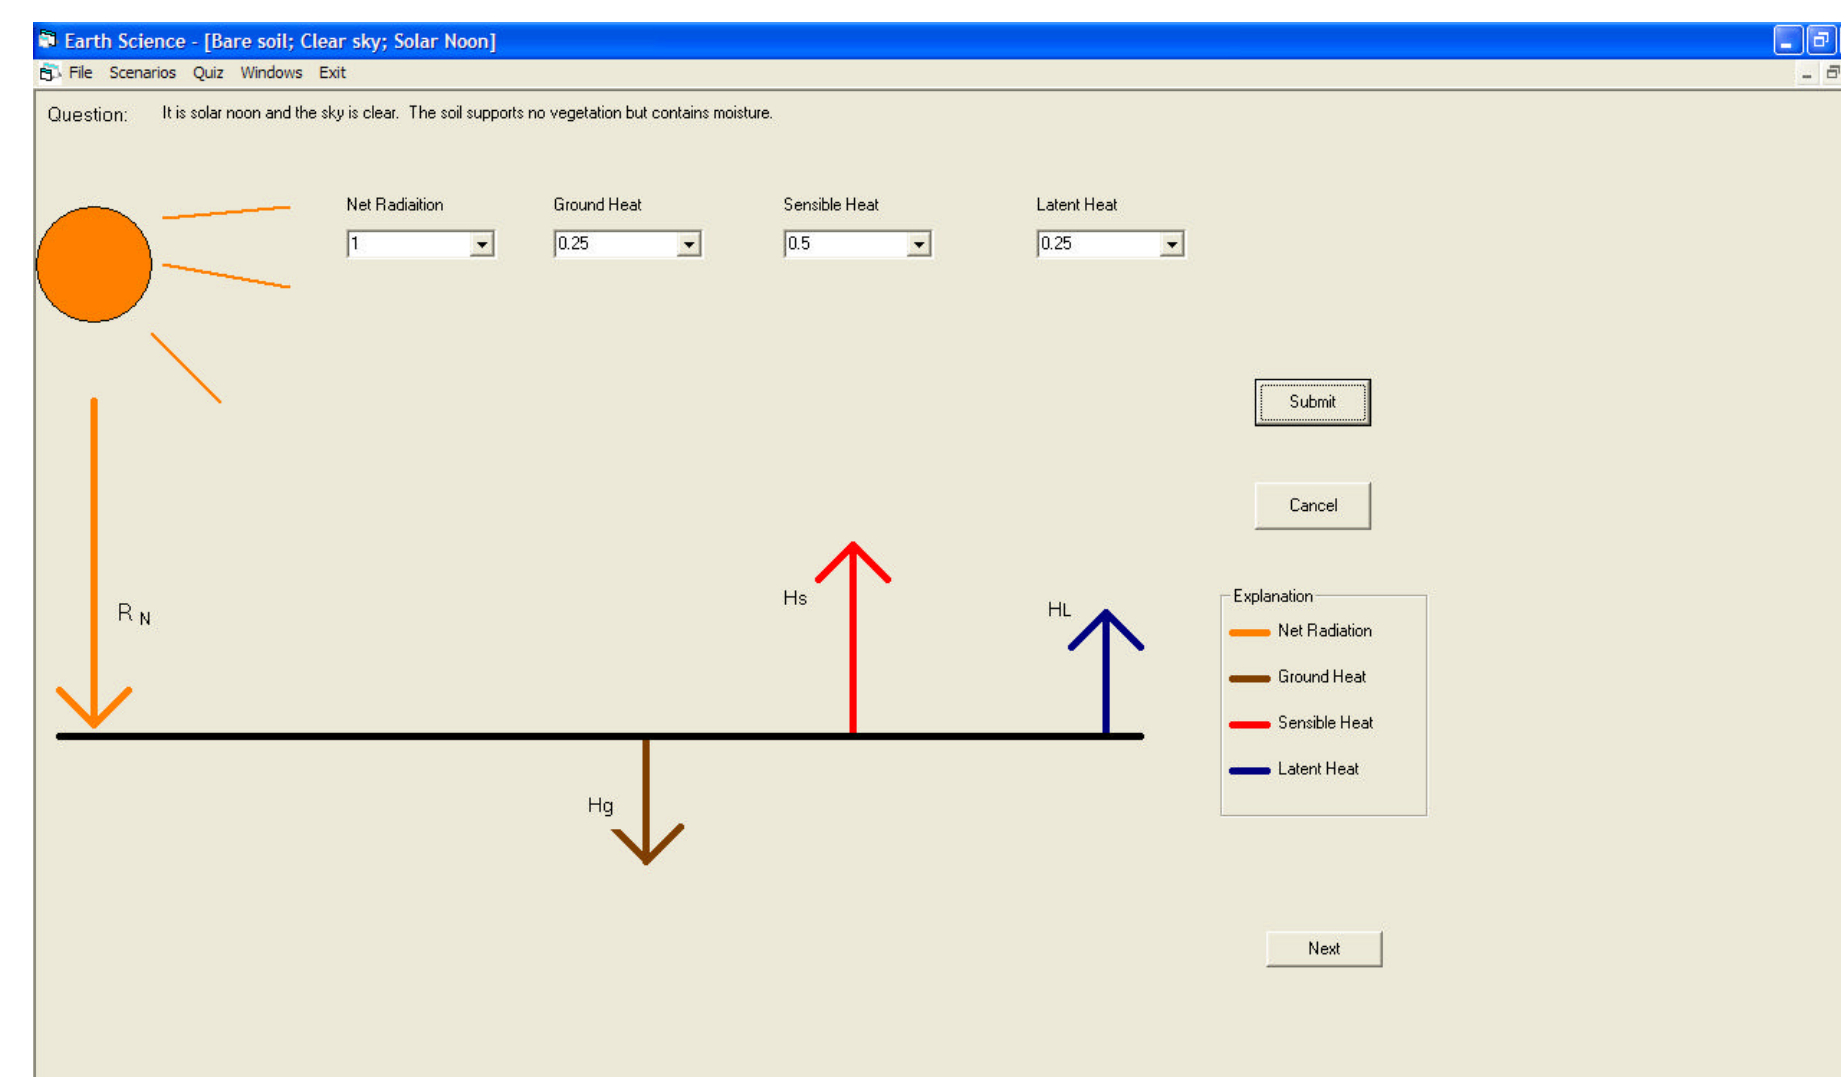 Earth Science - [Bare soil; Clear sky; Solar Noon]
File Scenarios Quiz Windows Exit
Question: It is solar noon and the sky is clear. The soil supports no vegetation but contains moisture.
Net Radiaition Ground Heat Sensible Heat Latent Heat
1 0.25 0.5 0.25
Submit
Cancel
Hs
HL
R N
Explanation
Net Radiation
Ground Heat
Sensible Heat
Latent Heat
Hg
Next